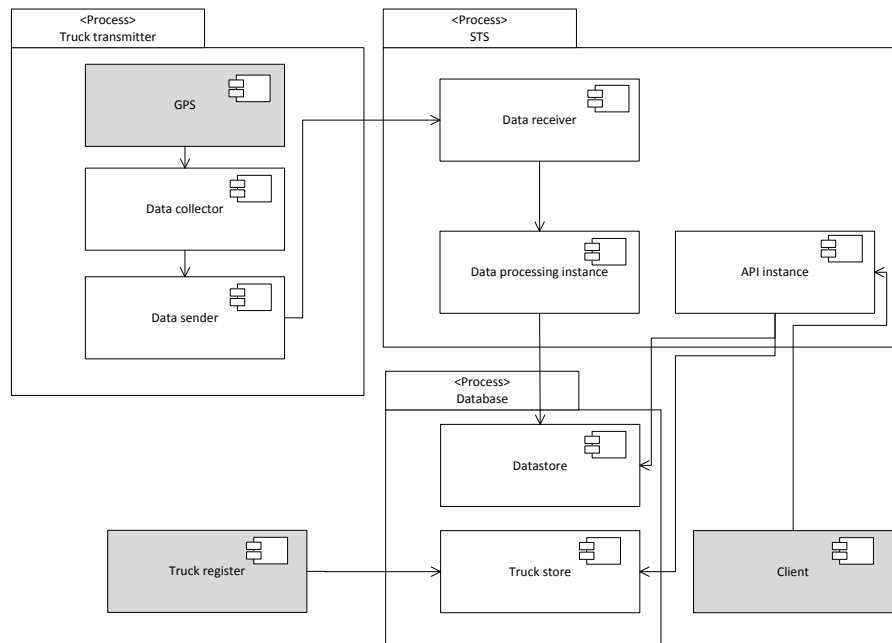 <Process>
Truck transmitter
GPS
Data collector
Data sender
<Process>
STS
Data receiver
Data processing instance
API instance
<Process>
Database
Datastore
Truck store
Truck register
Client